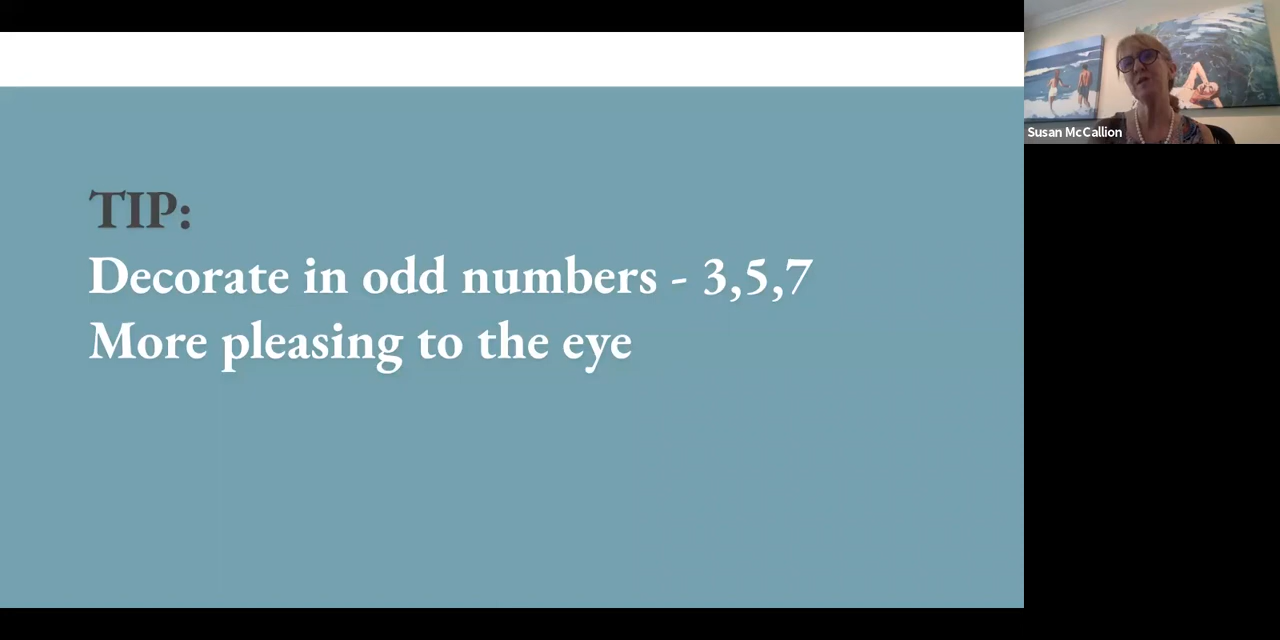 TIP:
Decorate in odd numbers - 3,5,7
More pleasing to the eye
Susan McCallion